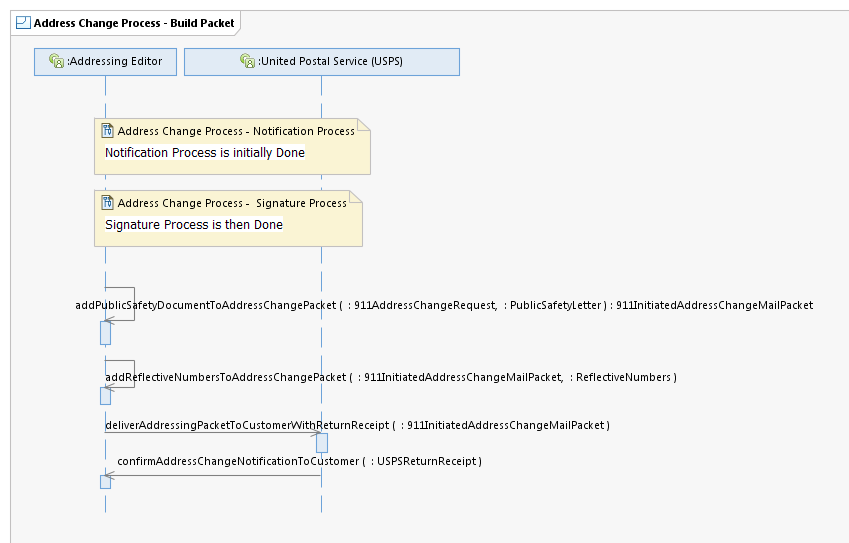 Address Change Process - Build Packet
:Addressing Editor
:United Postal Service (USPS)
Address Change Process - Notification Process
Notification Process is initially Done
Address Change Process -  Signature Process
Signature Process is then Done
addPublicSafetyDocumentToAddressChangePacket (  : 911AddressChangeRequest,  : PublicSafetyLetter ) : 911InitiatedAddressChangeMailPacket
addReflectiveNumbersToAddressChangePacket (  : 911InitiatedAddressChangeMailPacket,  : ReflectiveNumbers )
deliverAddressingPacketToCustomerWithReturnReceipt (  : 911InitiatedAddressChangeMailPacket )
confirmAddressChangeNotificationToCustomer (  : USPSReturnReceipt )